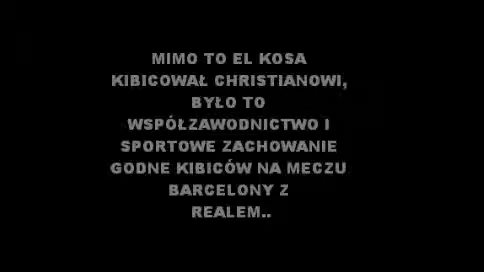 MIMO TO EL KOSA
KIBICOWAŁ CHRISTIANOWI,
BYŁO TO
WSPÓŁZAWODNICTWO I
SPORTOWE ZACHOWANIE
GODNE KIBICÓW NA MECZU
BARCELONY Z
REALEM..